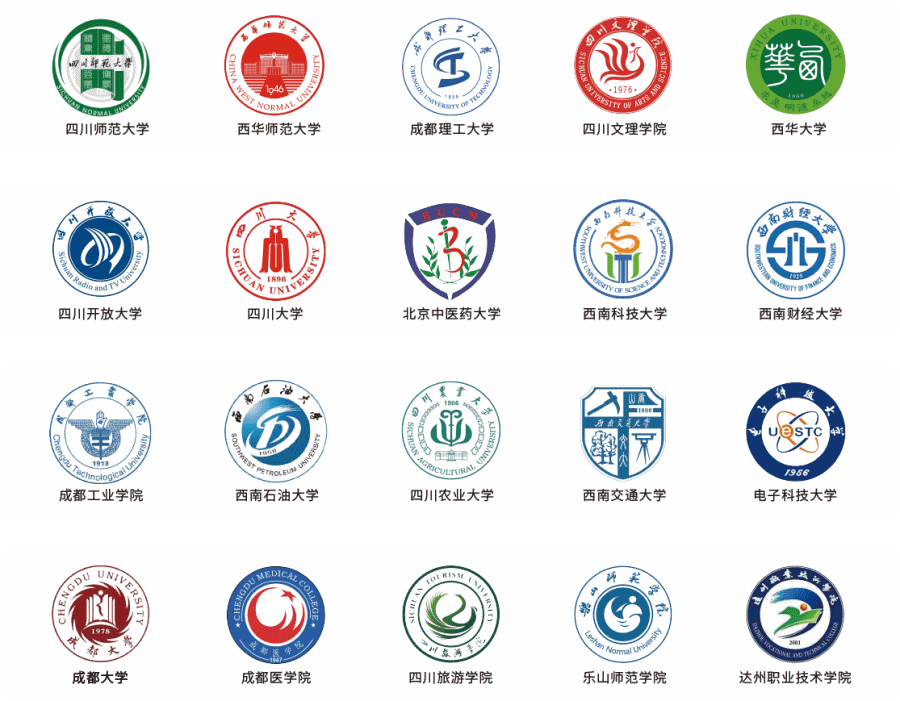 四川师范大学
SICHUAN NORMAL UNIVERSITY
四川师范大学
西华师范大学
CHINA WEST NORMAL UNIVERSITY
1946
西华师范大学
成都理工大学
1956
CHENGDU UNIVERSITY OF TECHNOLOGY
成都理工大学
四川文理学院
·1976·
SICHUAN UNIVERSITY OF ARTS AND SCIENCE
四川文理学院
XIHUA UNIVERSITY
華西
1960
西华大学
四川开放大学
Sichuan Radio and TV University
四川开放大学
四川大學
1896
SICHUAN UNIVERSITY
四川大学
BUCM
北京中医药大学
西南科技大学
SOUTHWEST UNIVERSITY OF SCIENCE AND TECHNOLOGY
西南科技大学
西南财经大学
1925
SOUTHWESTERN UNIVERSITY OF FINANCE AND ECONOMICS
西南财经大学
成都工业学院
1913
Chengdu Technological University
成都工业学院
西南石油大学
1958
SOUTHWEST PETROLEUM UNIVERSITY
西南石油大学
四川農業大学
1906
SICHUAN AGRICULTURAL UNIVERSITY
四川农业大学
1896
西南交通大学
西南交通大学
电子科技大学
UeSTC
1956
电子科技大学
CHENGDU UNIVERSITY
1978
成都大学
成都大学
CHENGDU MEDICAL COLLEGE
成都医学院
1947
成都医学院
SICHUAN TOURISM UNIVERSITY
四川旅游学院
四川旅游学院
乐山师范学院
Leshan Normal University
乐山师范学院
达州职业技术学院
2001
DAZHOU VOCATIONAL AND TECHNICAL COLLEGE
达州职业技术学院